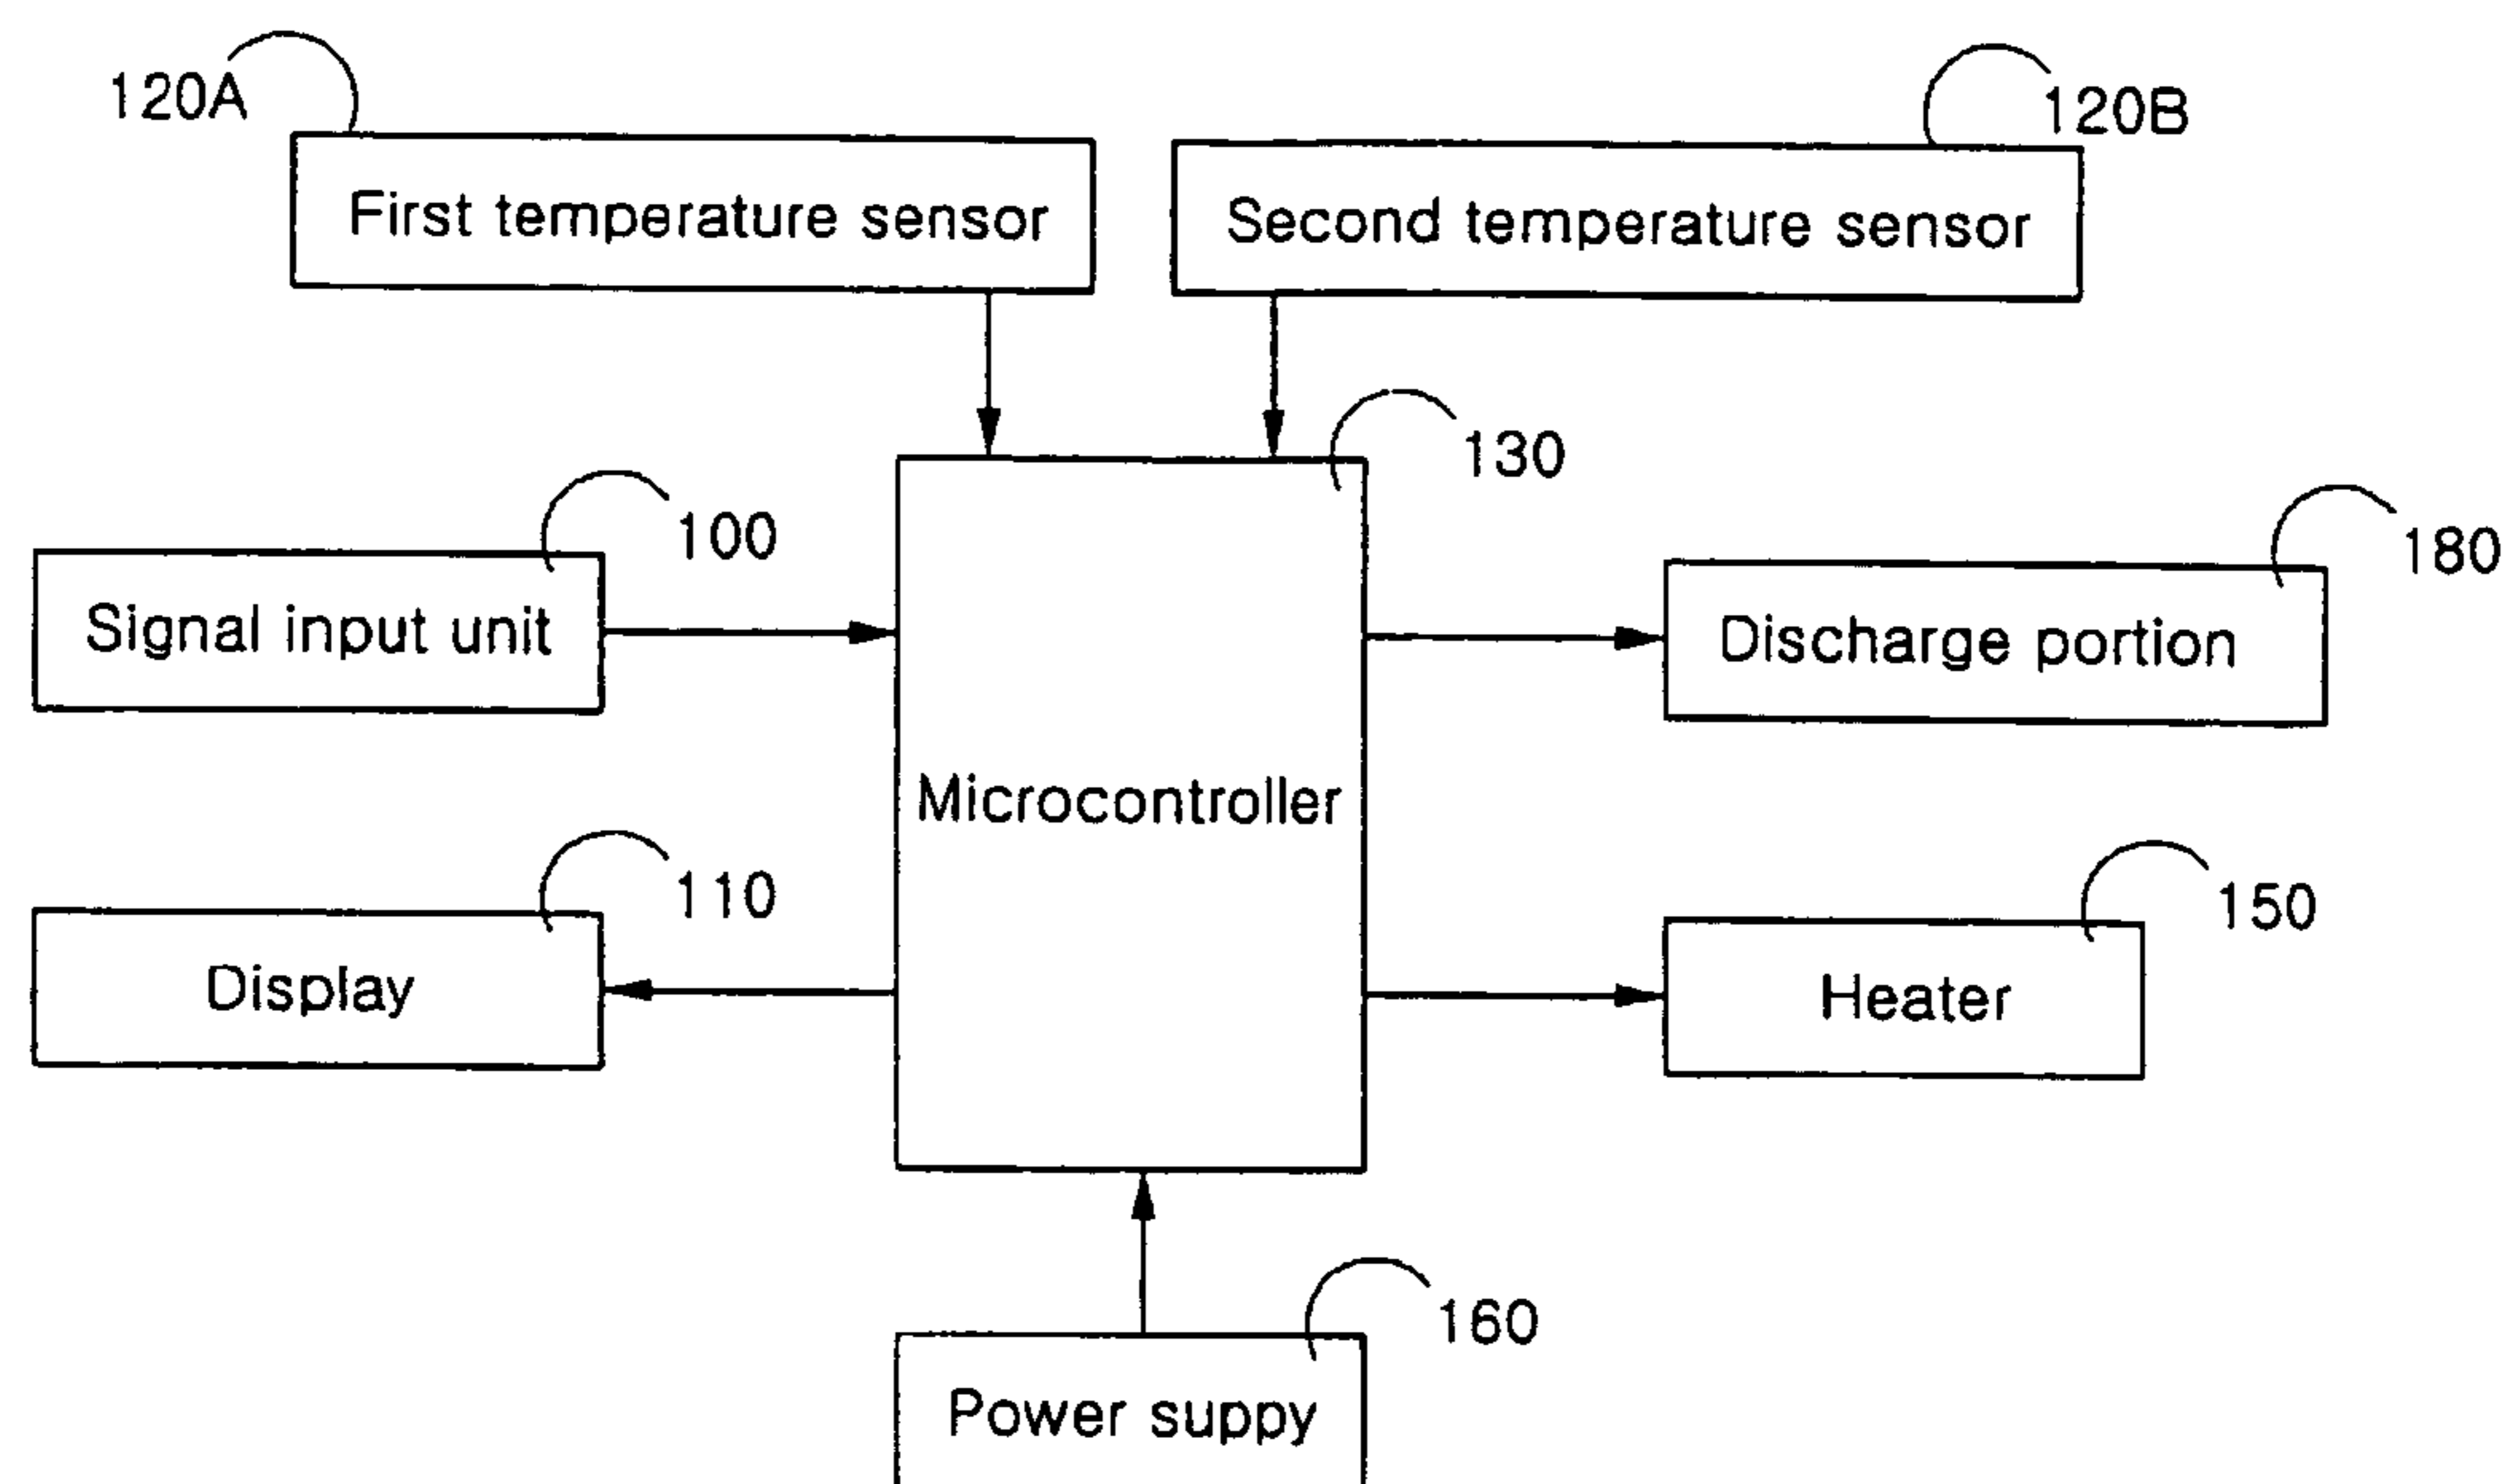 120A
120B
First temperature sensor
Second temperature sensor
130
100
180
Signal input unit
Discharge portion
Microcontroller
110
150
Display
Heater
160
Power suppy